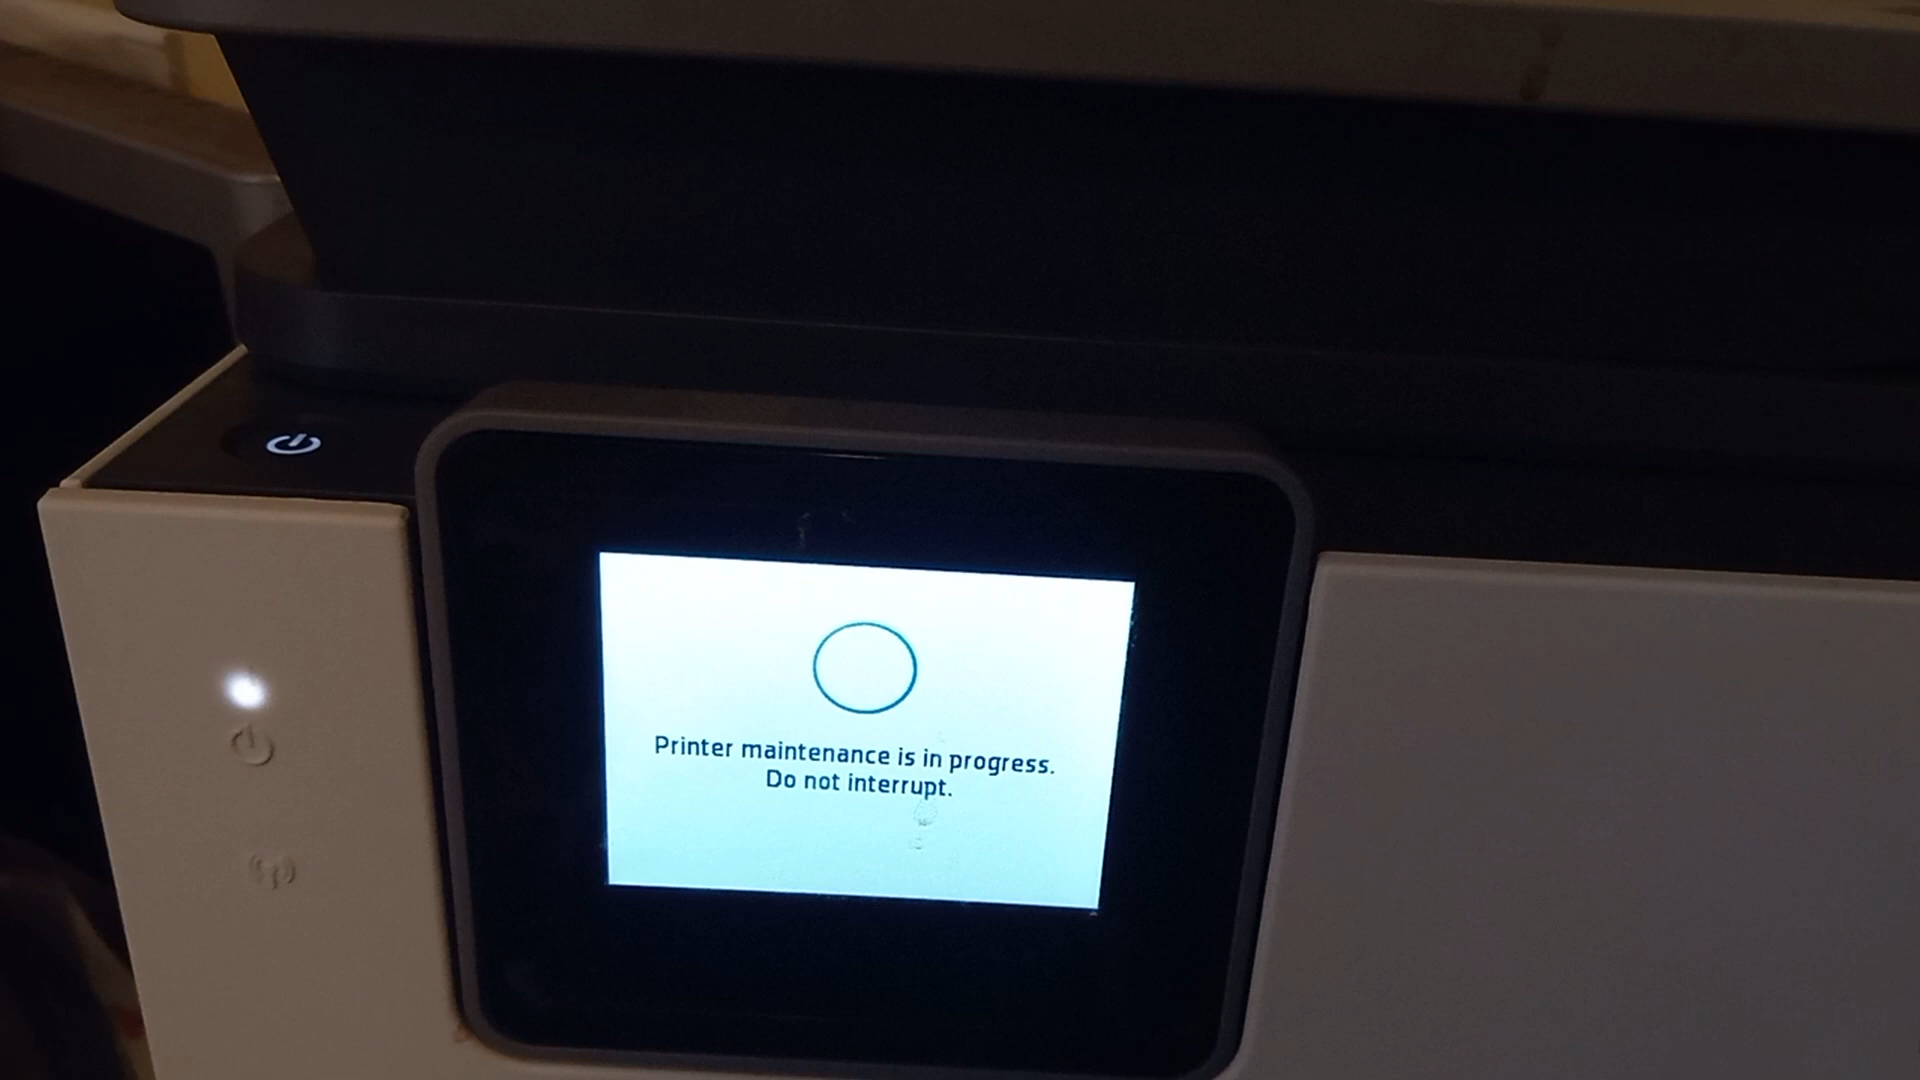 Printer maintenance is in progress.
Do not interrupt.